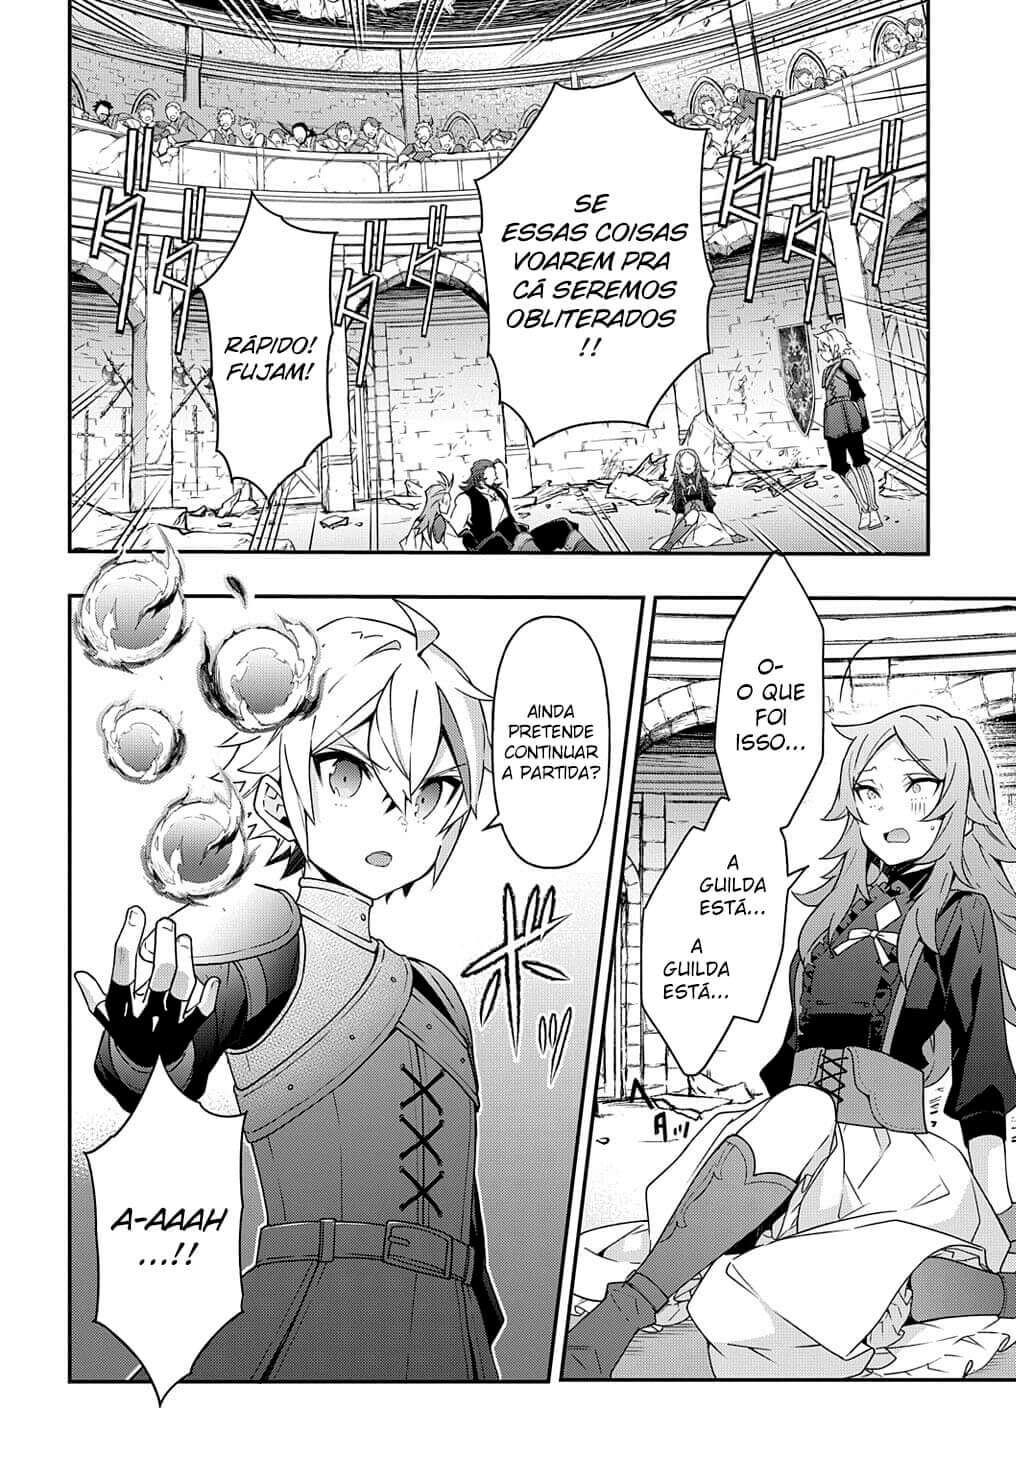 SE
ESSAS COISAS
VOAREM PRA
CÁ SEREMOS
OBLITERADOS
!!
RÁPIDO!
FUJAM!
O-
O QUE
FOI
ISSO...
A
GUILDA
ESTÁ...
A
GUILDA
ESTÁ...
AINDA
PRETENDE
CONTINUAR
A PARTIDA?
A-AAAH
...!!